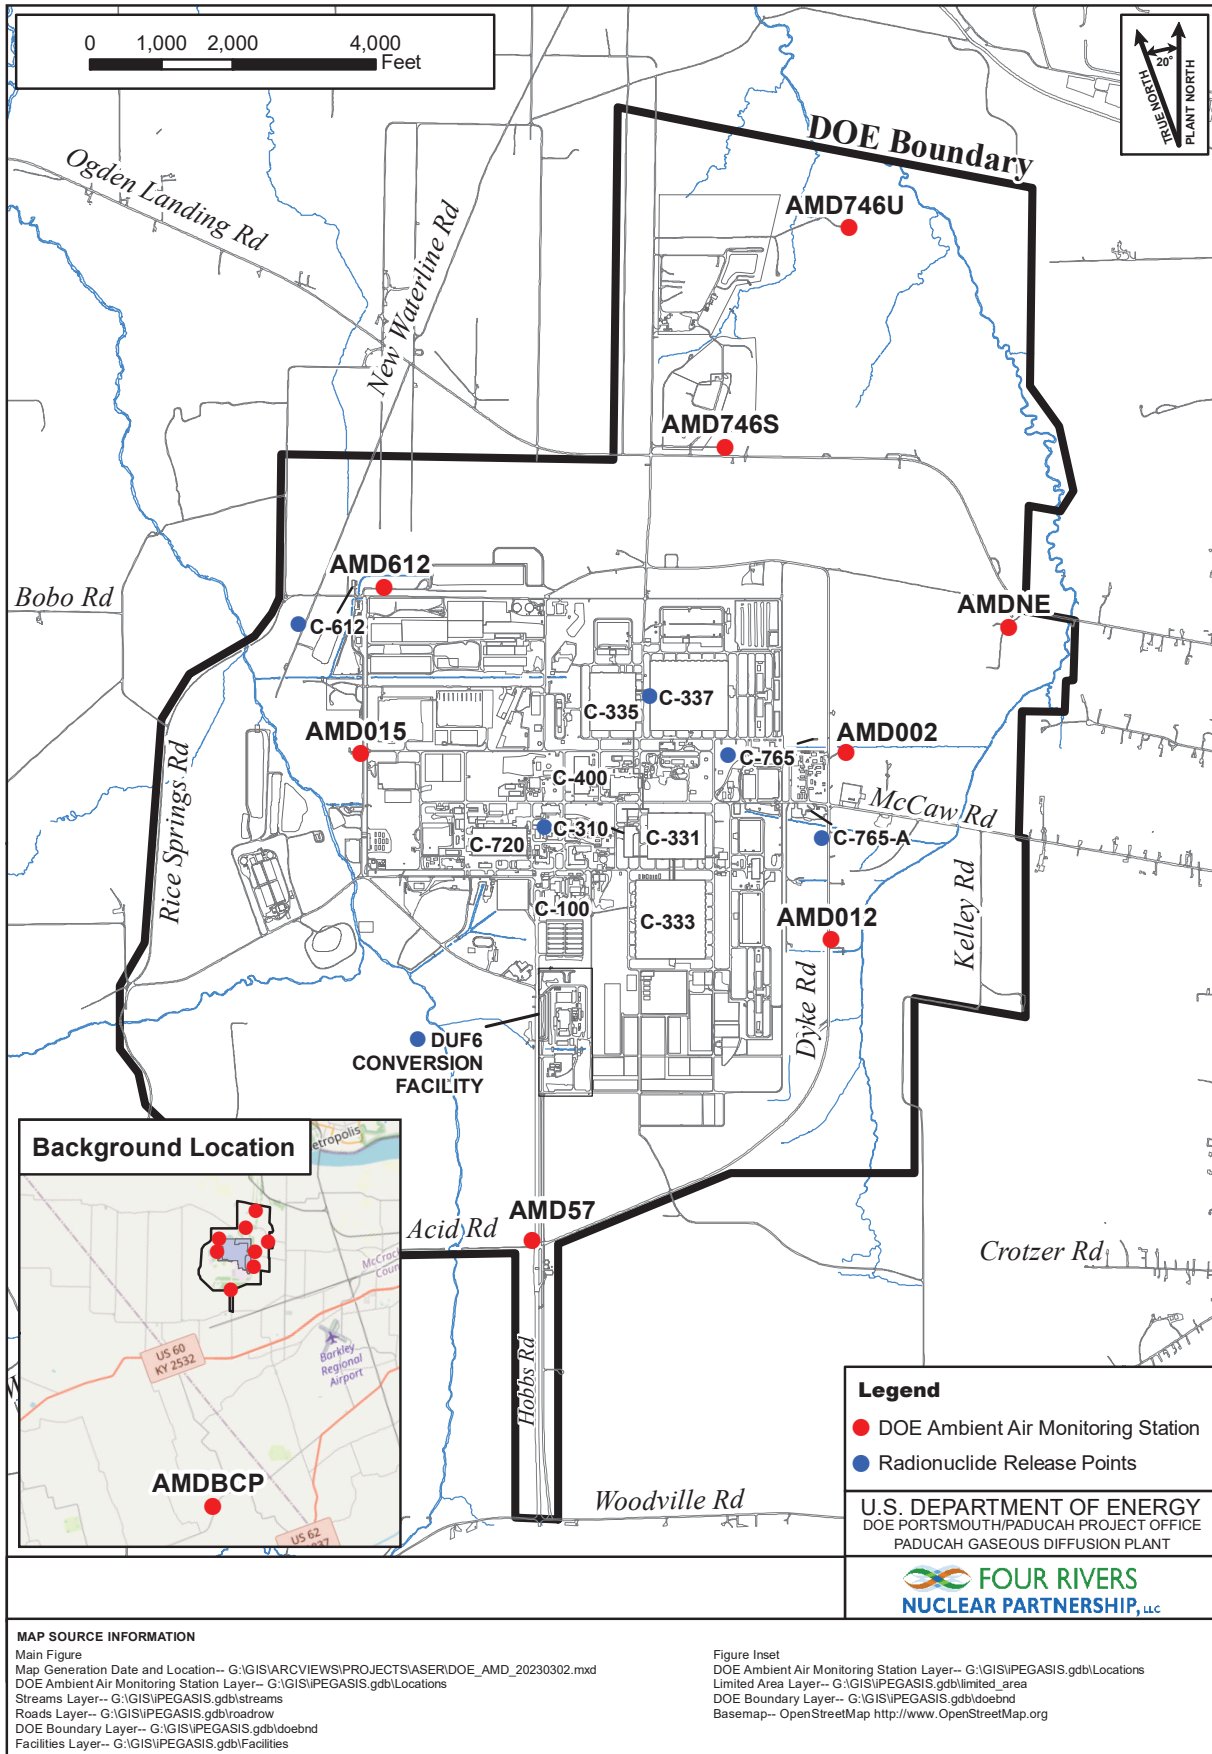 0 1,000 2,000 4,000
Feet
TRUE NORTH
20°
PLANT NORTH
DOE Boundary
Ogden Landing Rd
New Waterline Rd
AMD746U
AMD746S
AMD612
Bobo Rd
C-612
AMDNE
C-337
C-335
AMD015
AMD002
C-765
C-400
McCaw Rd
C-310
C-331
C-720
C-765-A
Rice Springs Rd
C-100
C-333
AMD012
Kelley Rd
Dyke Rd
DUF6
CONVERSION
FACILITY
Background Location
etropolis
AMD57
Acid Rd
McCrac
Coun
Crotzer Rd
US 60
KY 2532
Barkley
Regional
Airport
Hobbs Rd
W
AMDBCP
US 62
Woodville Rd
Legend
DOE Ambient Air Monitoring Station
Radionuclide Release Points
U.S. DEPARTMENT OF ENERGY
DOE PORTSMOUTH/PADUCAH PROJECT OFFICE
PADUCAH GASEOUS DIFFUSION PLANT
FOUR RIVERS
NUCLEAR PARTNERSHIP, LLC
MAP SOURCE INFORMATION
Main Figure
Map Generation Date and Location-- G:\GIS\ARCVIEWS\PROJECTS\ASER\DOE_AMD_20230302.mxd
DOE Ambient Air Monitoring Station Layer-- G:\GIS\iPEGASIS.gdb\Locations
Streams Layer-- G:\GIS\iPEGASIS.gdb\streams
Roads Layer-- G:\GIS\iPEGASIS.gdb\roadrow
DOE Boundary Layer-- G:\GIS\iPEGASIS.gdb\doebnd
Facilities Layer-- G:\GIS\iPEGASIS.gdb\Facilities
Figure Inset
DOE Ambient Air Monitoring Station Layer-- G:\GIS\iPEGASIS.gdb\Locations
Limited Area Layer-- G:\GIS\iPEGASIS.gdb\limited_area
DOE Boundary Layer-- G:\GIS\iPEGASIS.gdb\doebnd
Basemap-- OpenStreetMap http://www.OpenStreetMap.org